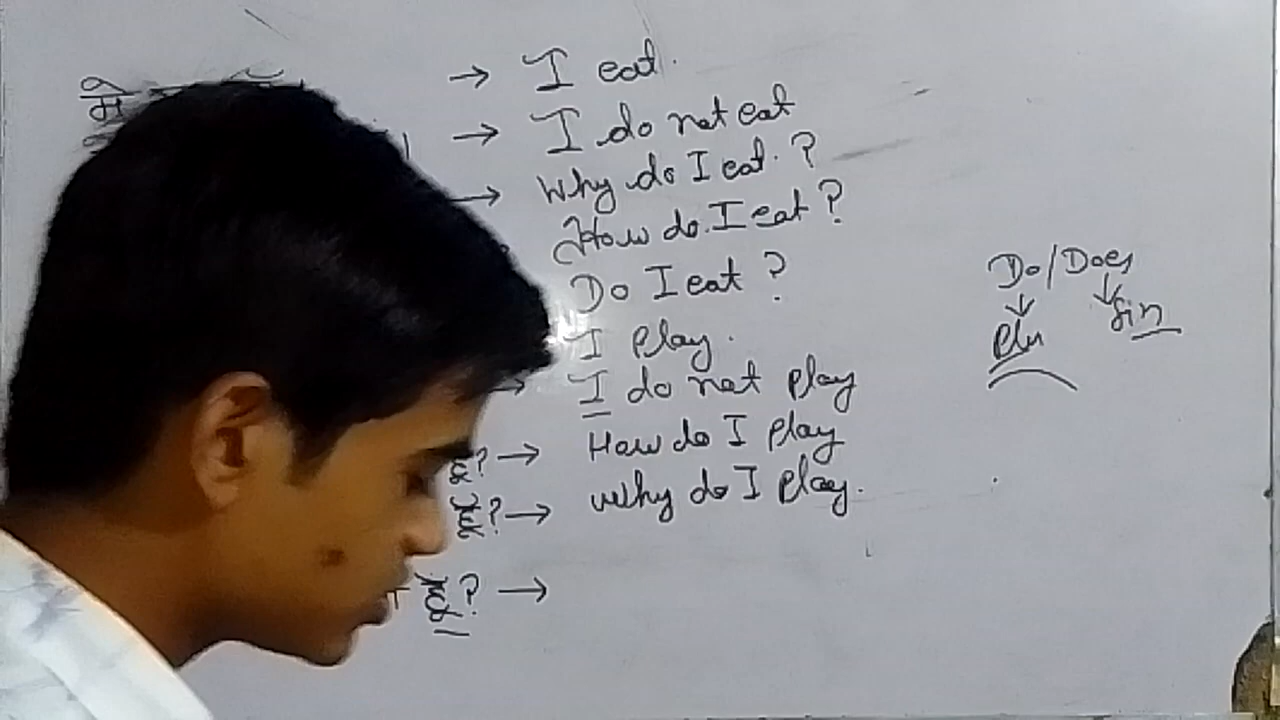 मे → I eat.
→ I do not eat
→ Why do I eat.?
How do I eat?
Do I eat?
I Play.
→ I do not play
? → How do I play
? → why do I play.
? →
Do/Does
↓ ↓
Plu Sin